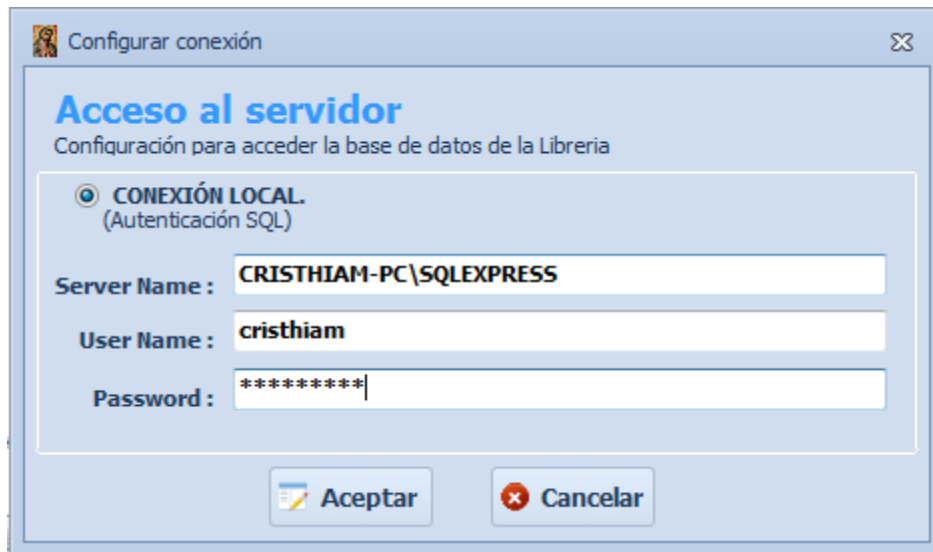 Configurar conexión
Acceso al servidor
Configuración para acceder la base de datos de la Libreria
CONEXIÓN LOCAL.
(Autenticación SQL)
Server Name : CRISTHIAM-PC\SQLEXPRESS
User Name : cristhiam
Password : *********
Aceptar Cancelar